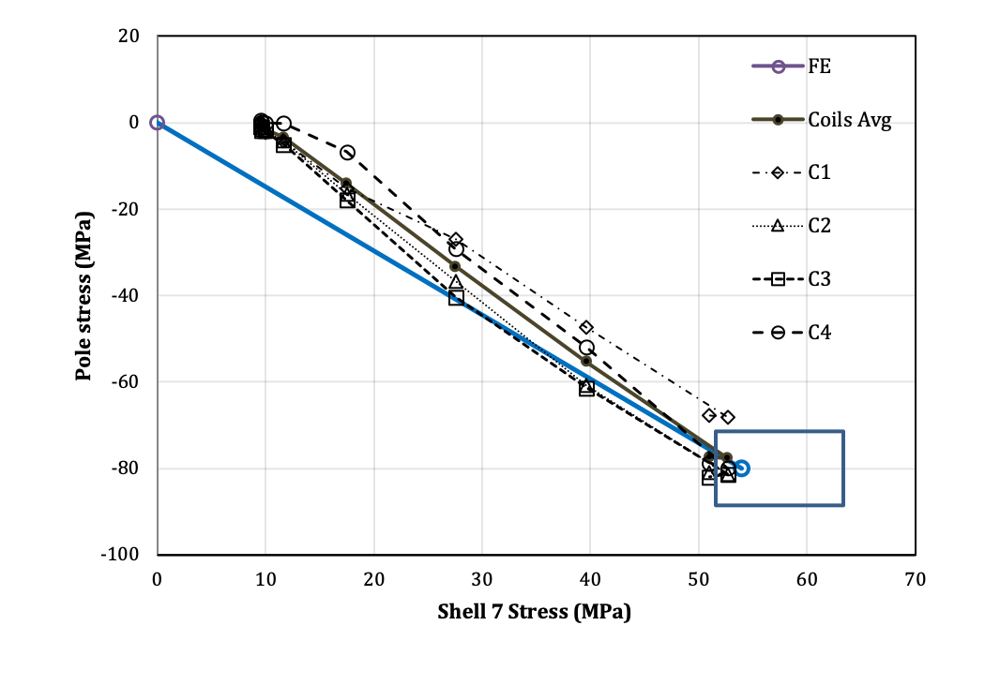 20
0
-20
-40
-60
-80
-100
Pole stress (MPa)
0 10 20 30 40 50 60 70
Shell 7 Stress (MPa)
FE
Coils Avg
C1
C2
C3
C4